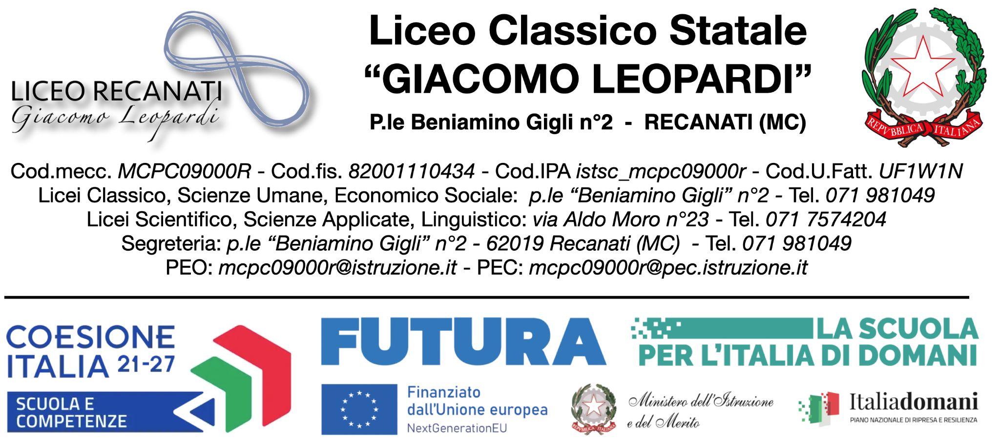 LICEO RECANATI
Giacomo Leopardi
Liceo Classico Statale
“GIACOMO LEOPARDI”
P.le Beniamino Gigli n°2 - RECANATI (MC)
REPVBBLICA ITALIANA
Cod.mecc. MCPC09000R - Cod.fis. 82001110434 - Cod.IPA istsc_mcpc09000r - Cod.U.Fatt. UF1W1N
Licei Classico, Scienze Umane, Economico Sociale: p.le “Beniamino Gigli” n°2 - Tel. 071 981049
Licei Scientifico, Scienze Applicate, Linguistico: via Aldo Moro n°23 - Tel. 071 7574204
Segreteria: p.le “Beniamino Gigli” n°2 - 62019 Recanati (MC) - Tel. 071 981049
PEO: mcpc09000r@istruzione.it - PEC: mcpc09000r@pec.istruzione.it
COESIONE
ITALIA 21-27
SCUOLA E
COMPETENZE
FUTURA
LA SCUOLA
PER L'ITALIA DI DOMANI
Finanziato
dall'Unione europea
NextGenerationEU
REPVBBLICA ITALIANA
Ministero dell'Istruzione
e del Merito
Italiadomani
PIANO NAZIONALE DI RIPRESA E RESILIENZA